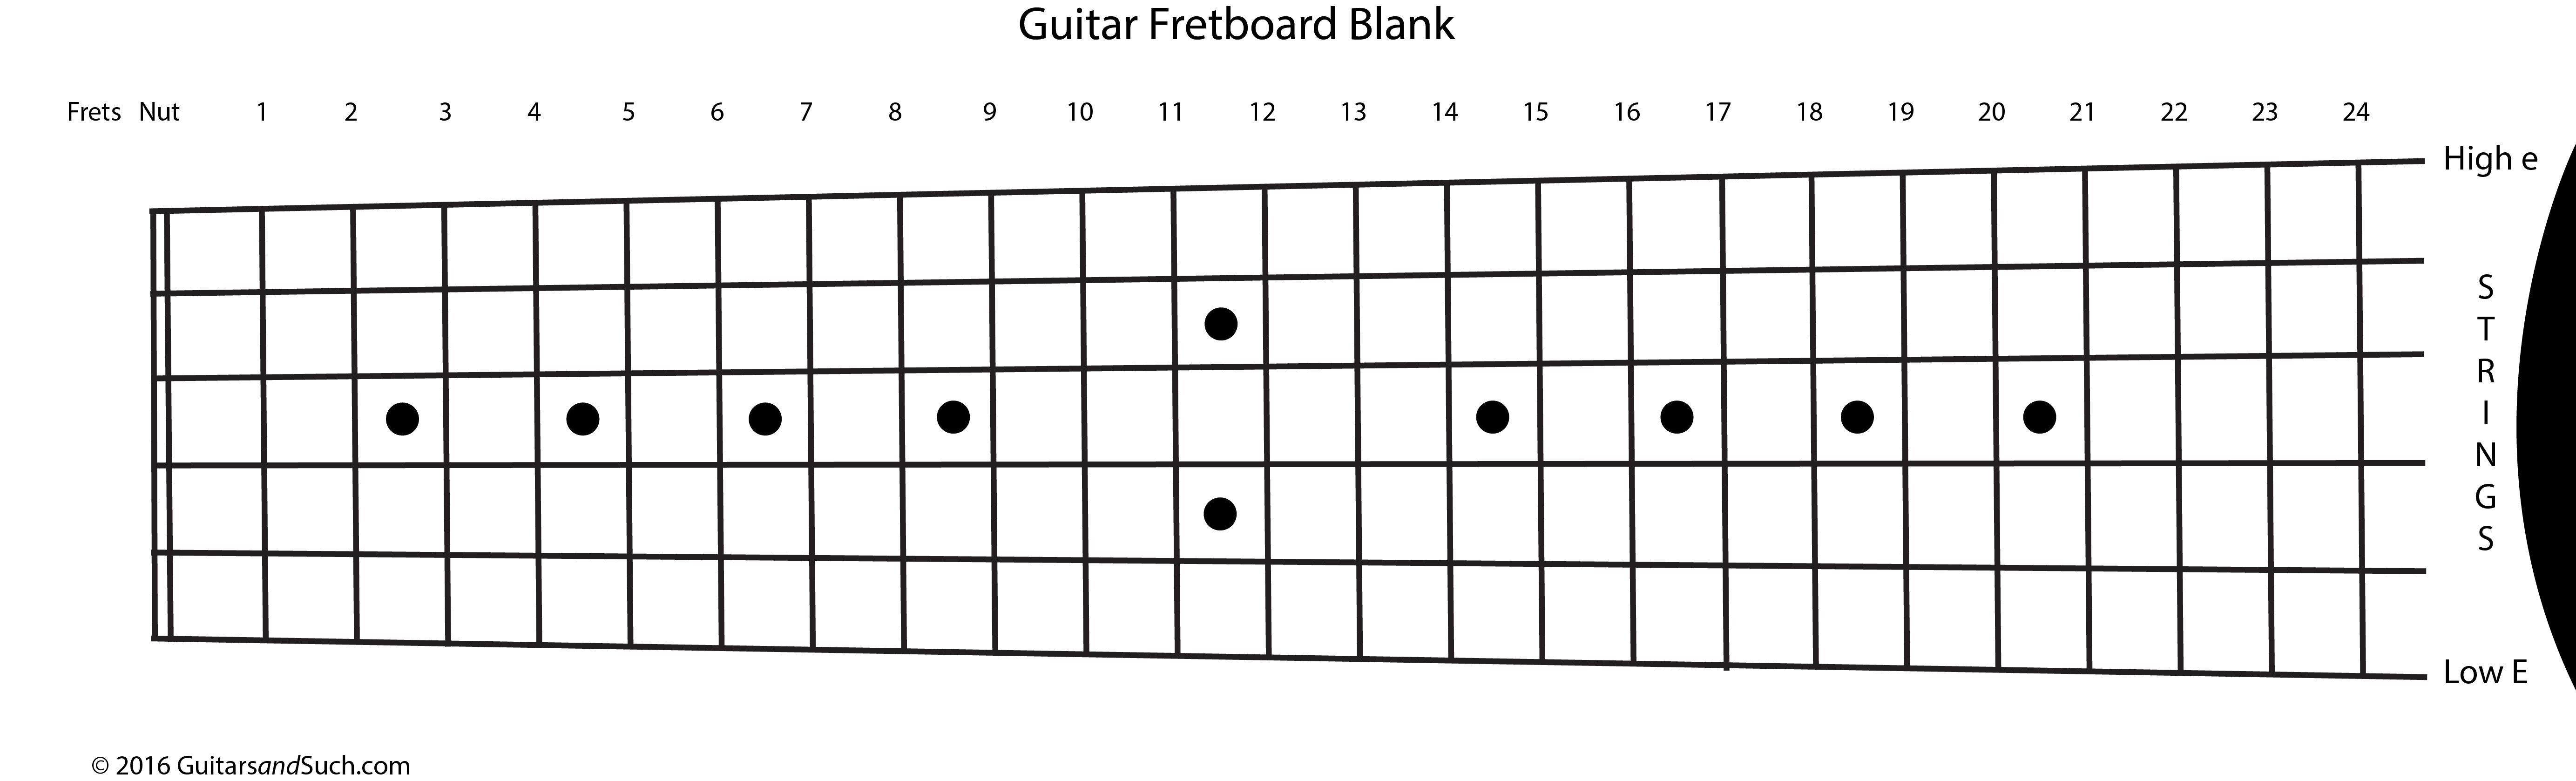 Guitar Fretboard Blank
Frets Nut 1 2 3 4 5 6 7 8 9 10 11 12 13 14 15 16 17 18 19 20 21 22 23 24
High e
STRINGS
Low E
© 2016 GuitarsandSuch.com